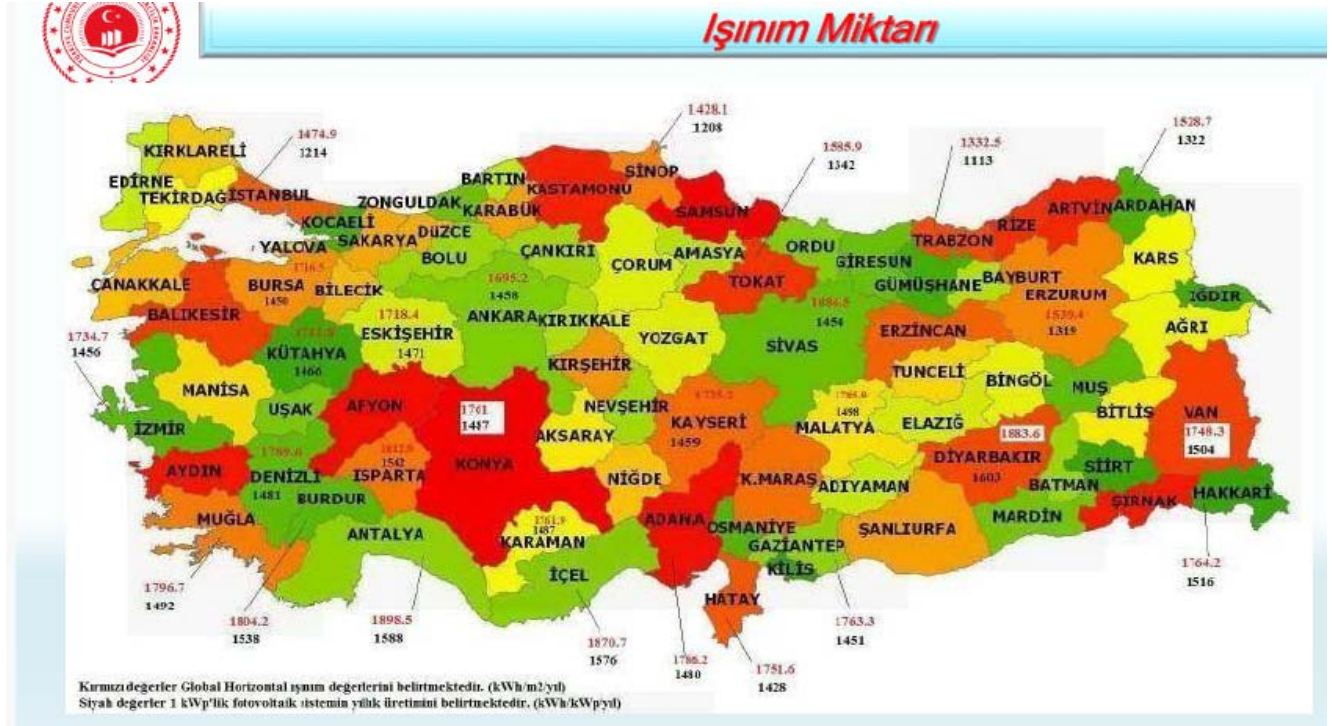 Işınım Miktarı
1428.1
1208
1528.7
1322
1474.9
1214
1585.9
1342
1332.5
1113
KIRKLARELİ
EDİRNE
TEKİRDAĞ
İSTANBUL
BARTIN
KASTAMONU
SİNOP
ZONGULDAK
KARABÜK
SAMSUN
ARTVİN
ARDAHAN
RİZE
TRABZON
KOCAELİ
YALOVA
SAKARYA
DÜZCE
BOLU
ÇANKIRI
ÇORUM
AMASYA
ORDU
GİRESUN
GÜMÜŞHANE
BAYBURT
KARS
ÇANAKKALE
BURSA
1450
BİLECİK
TOKAT
ERZURUM
1319
IĞDIR
BALIKESİR
1695.2
1458
ANKARA
KIRIKKALE
1454
SİVAS
ERZİNCAN
AĞRI
1734.7
1456
KÜTAHYA
1466
1718.4
ESKİŞEHİR
1471
YOZGAT
KIRŞEHİR
TUNCELİ
BİNGÖL
MUŞ
MANİSA
UŞAK
AFYON
1761
1487
NEVŞEHİR
KAYSERİ
1459
1498
MALATYA
ELAZIĞ
BİTLİS
VAN
1748.3
1504
İZMİR
AKSARAY
1883.6
DİYARBAKIR
1603
AYDIN
DENİZLİ
1481
1542
ISPARTA
KONYA
NİĞDE
K.MARAŞ
ADIYAMAN
BATMAN
SİİRT
BURDUR
ŞIRNAK
HAKKARİ
MUĞLA
ANTALYA
1761.9
1487
KARAMAN
ADANA
OSMANİYE
GAZİANTEP
ŞANLIURFA
MARDİN
İÇEL
KİLİS
HATAY
1796.7
1492
1804.2
1538
1898.5
1588
1870.7
1576
1786.2
1480
1751.6
1428
1763.3
1451
1764.2
1516
Kırmızı değerler Global Horizontal ışınım değerlerini belirtmektedir. (kWh/m2/yıl)
Siyah değerler 1 kWp'lik fotovoltaik sistemin yıllık üretimini belirtmektedir. (kWh/kWp/yıl)